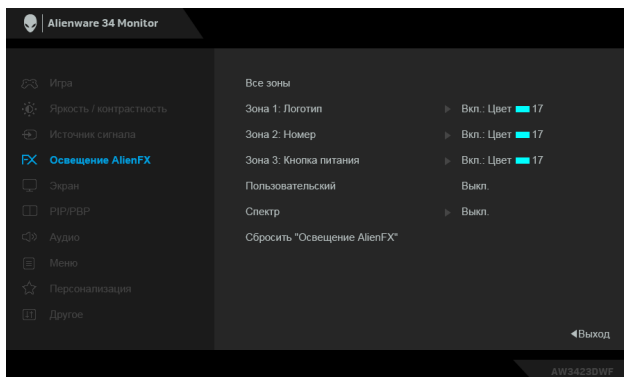 Alienware 34 Monitor
Игра
Яркость / контрастность
Источник сигнала
FX Освещение AlienFX
Экран
PIP/PBP
Аудио
Меню
Персонализация
Другое
Все зоны
Зона 1: Логотип Вкл.: Цвет 17
Зона 2: Номер Вкл.: Цвет 17
Зона 3: Кнопка питания Вкл.: Цвет 17
Пользовательский Выкл.
Спектр Выкл.
Сбросить "Освещение AlienFX"
Выход
AW3423DWF